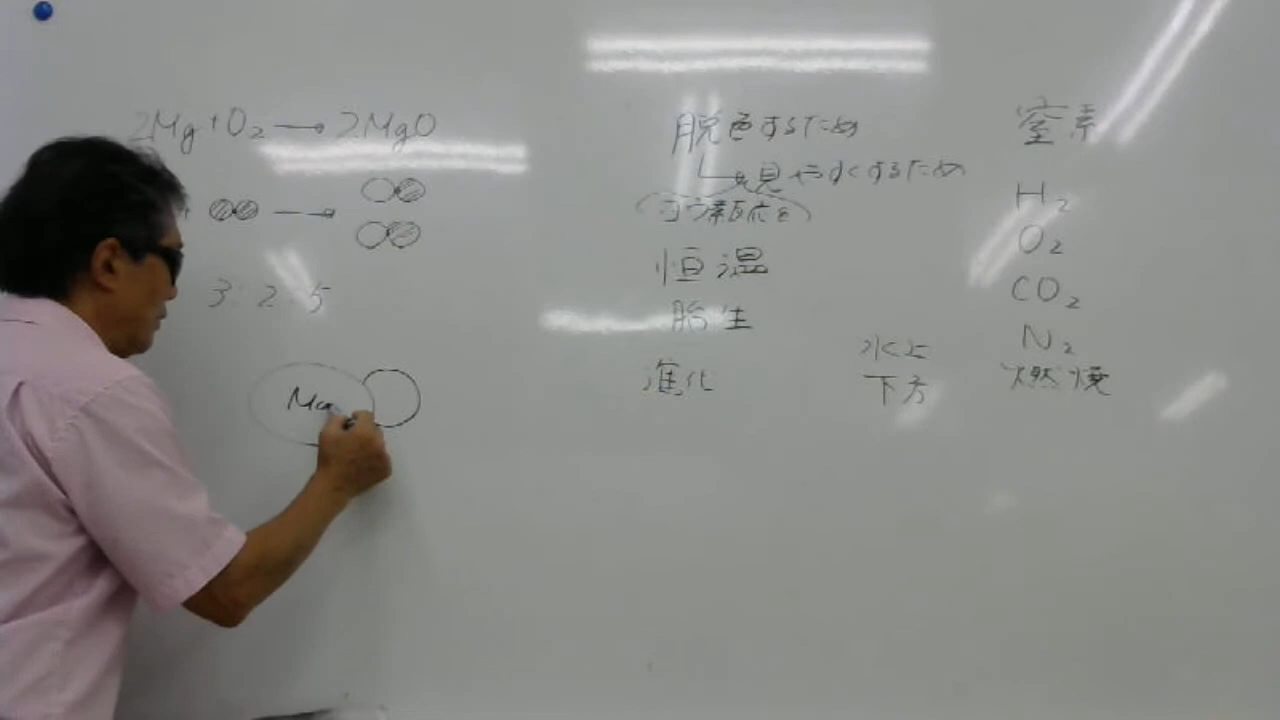 2Mg+O₂→2MgO
→
3 : 2 : 5
Mg
脱色するため
見やすくするため
(ヨウ素反応を)
恒温
胎生
進化
水上
下方
窒素
H₂
O₂
CO₂
N₂
燃焼